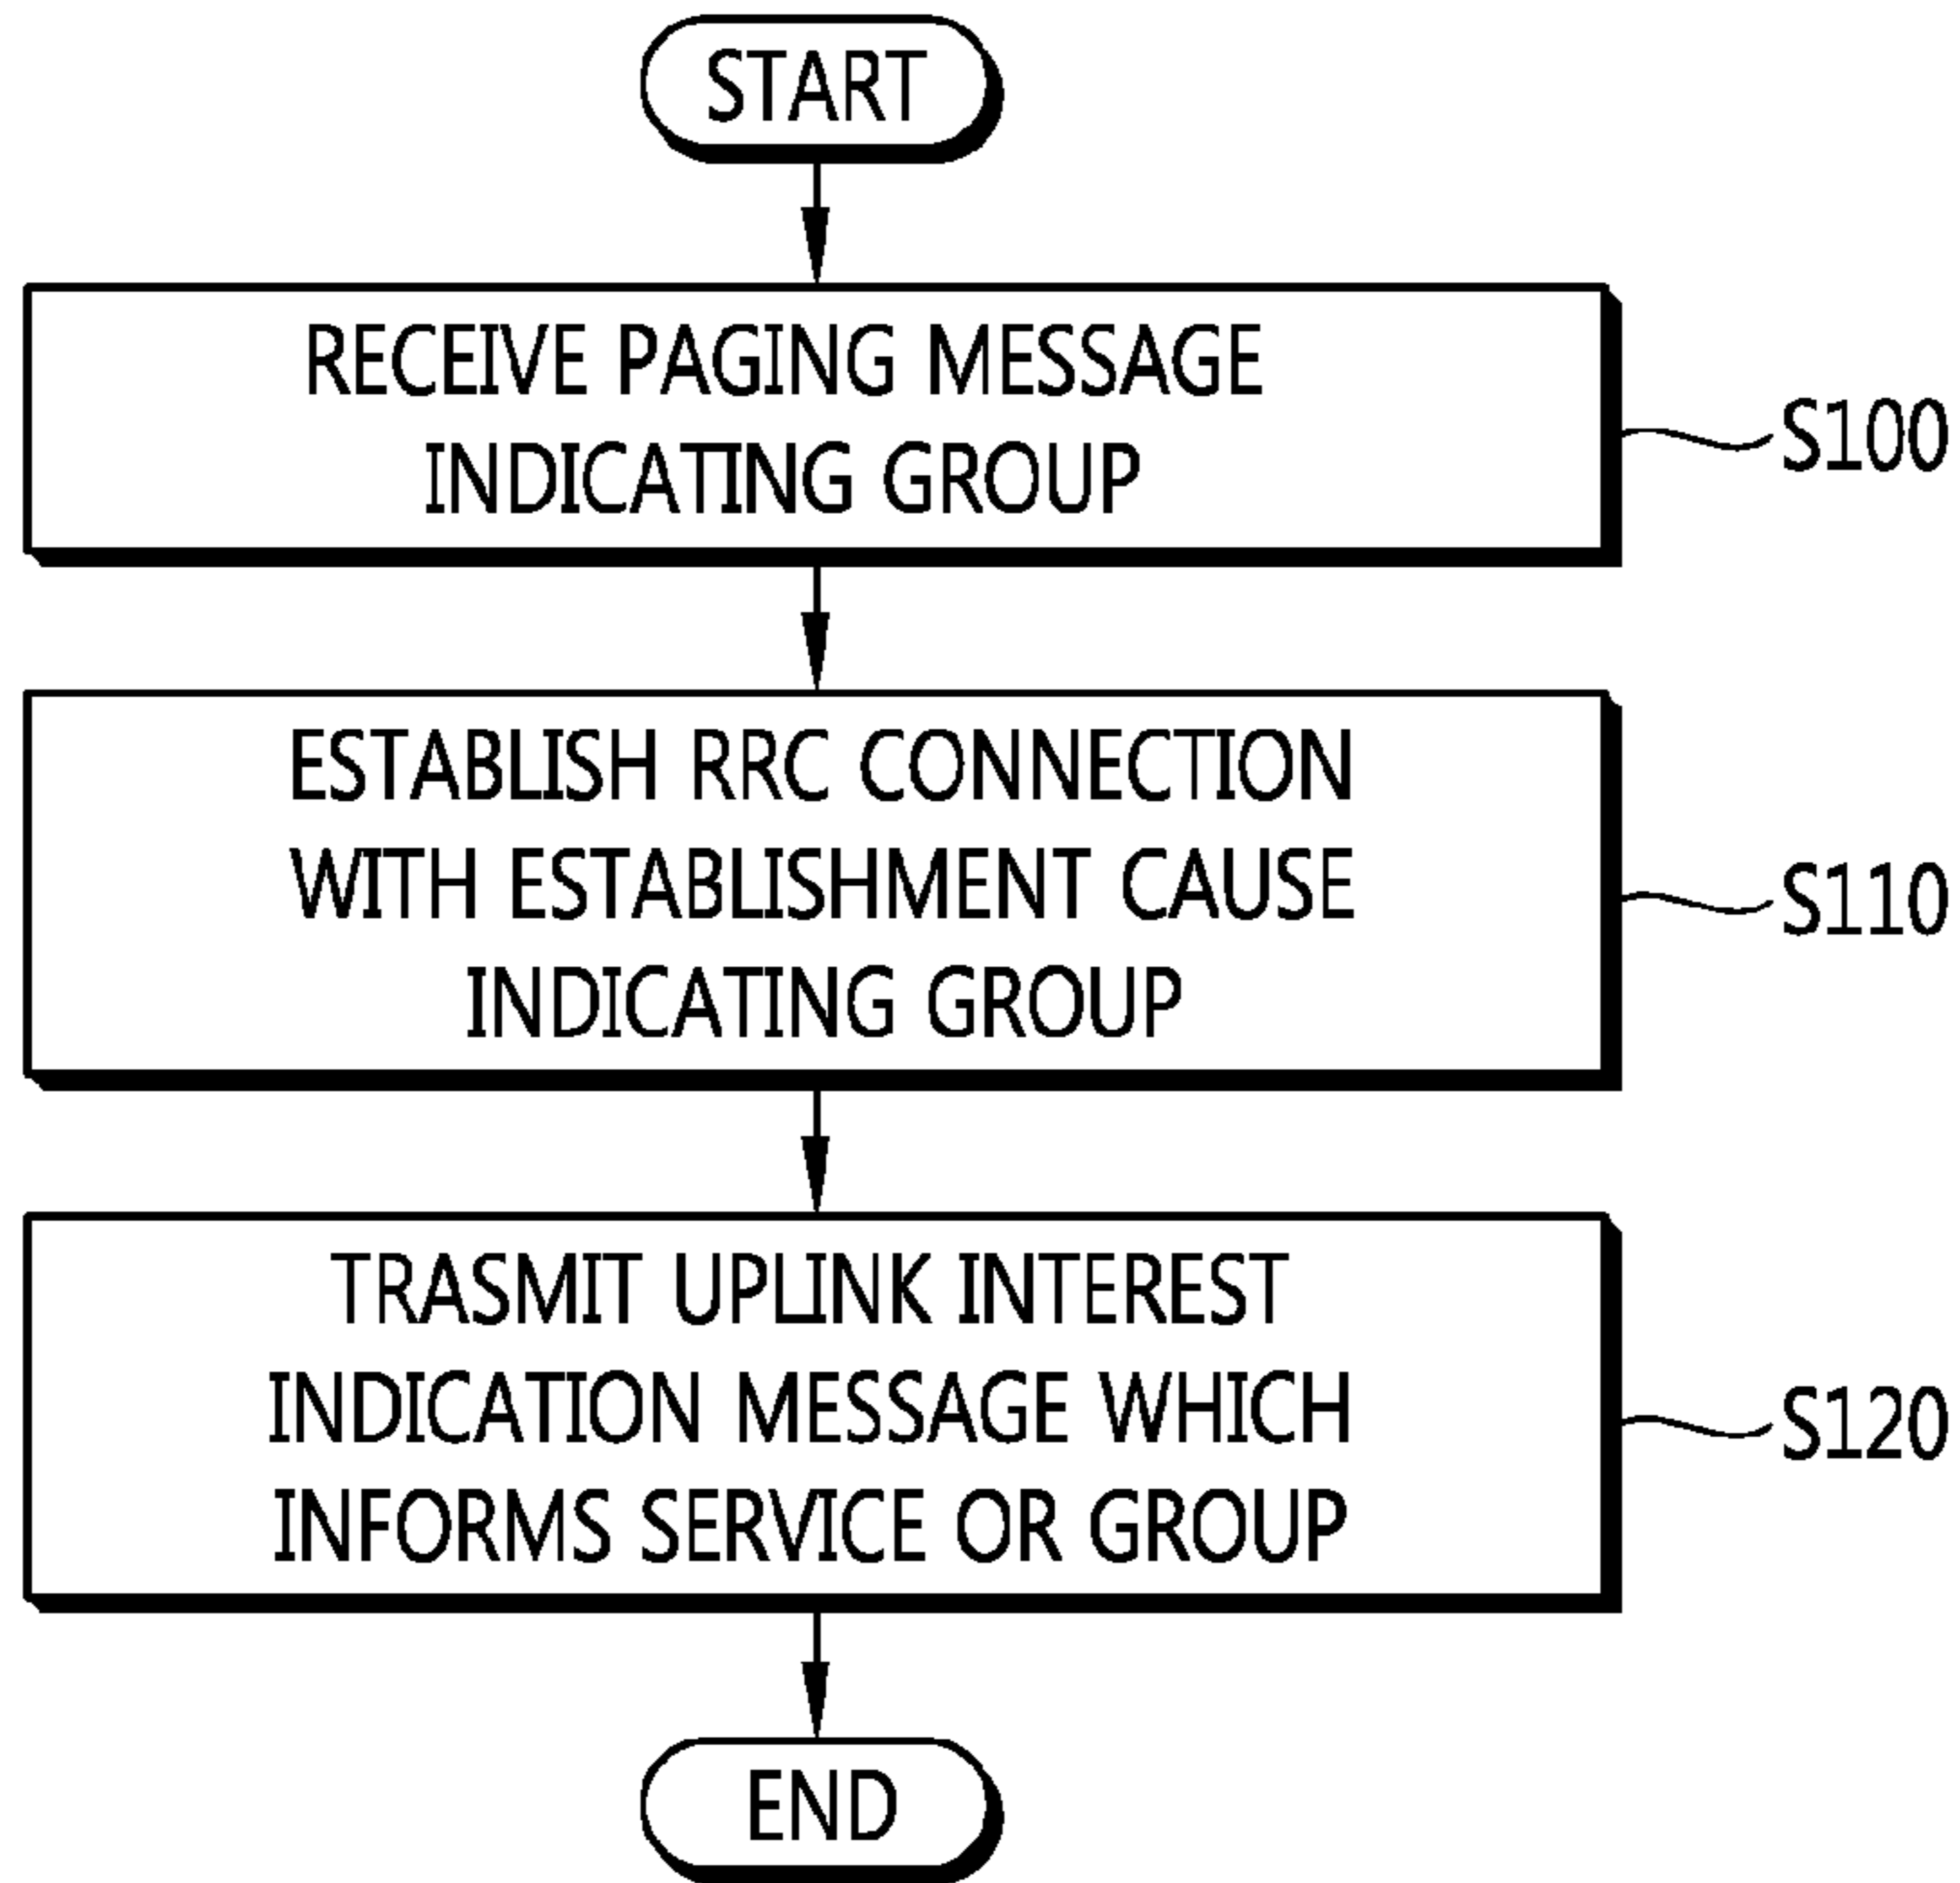 START
RECEIVE PAGING MESSAGE
INDICATING GROUP
S100
ESTABLISH RRC CONNECTION
WITH ESTABLISHMENT CAUSE
INDICATING GROUP
S110
TRASMIT UPLINK INTEREST
INDICATION MESSAGE WHICH
INFORMS SERVICE OR GROUP
S120
END